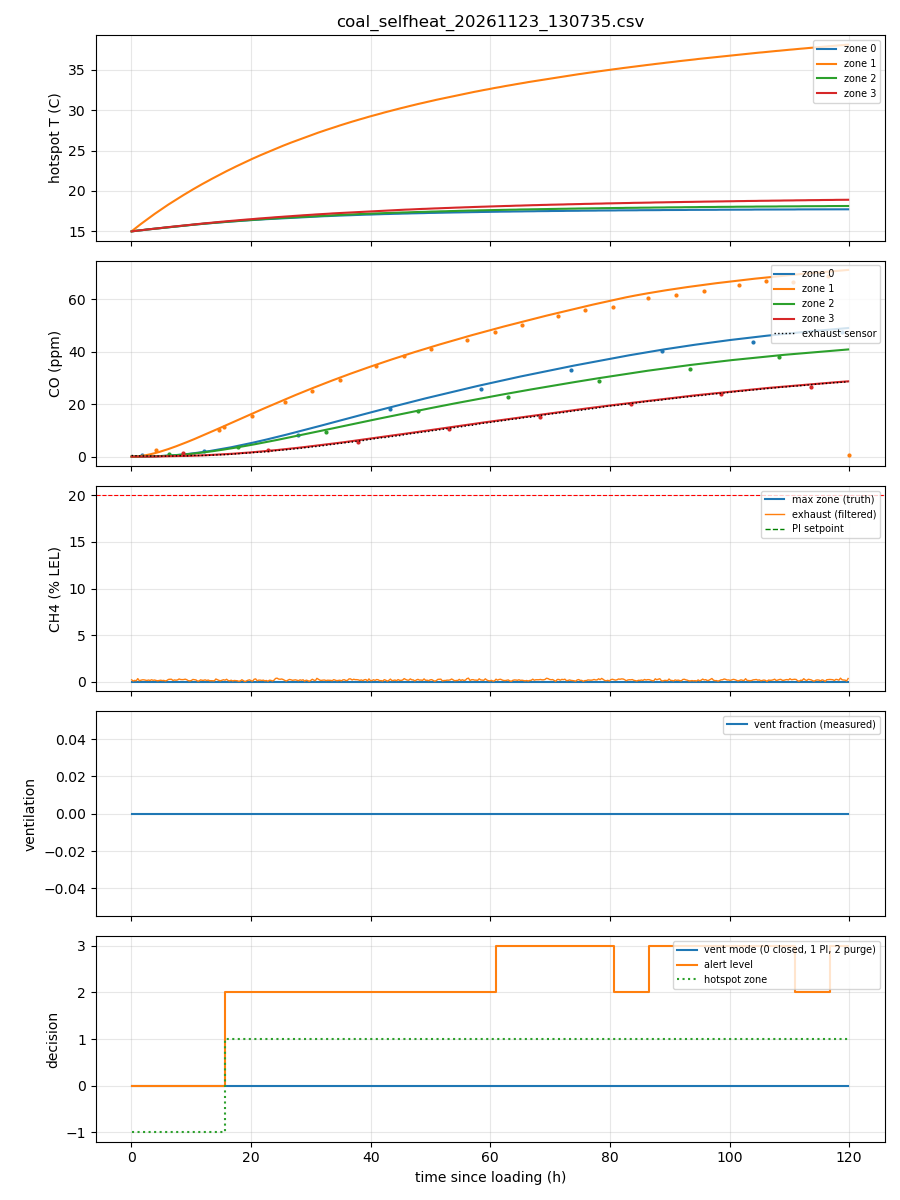 coal_selfheat_20261123_130735.csv
hotspot T (C)
35
30
25
20
15
zone 0
zone 1
zone 2
zone 3
CO (ppm)
60
40
20
0
zone 0
zone 1
zone 2
zone 3
exhaust sensor
CH4 (% LEL)
20
15
10
5
0
max zone (truth)
exhaust (filtered)
PI setpoint
ventilation
0.04
0.02
0.00
−0.02
−0.04
vent fraction (measured)
decision
3
2
1
0
−1
vent mode (0 closed, 1 PI, 2 purge)
alert level
hotspot zone
0 20 40 60 80 100 120
time since loading (h)